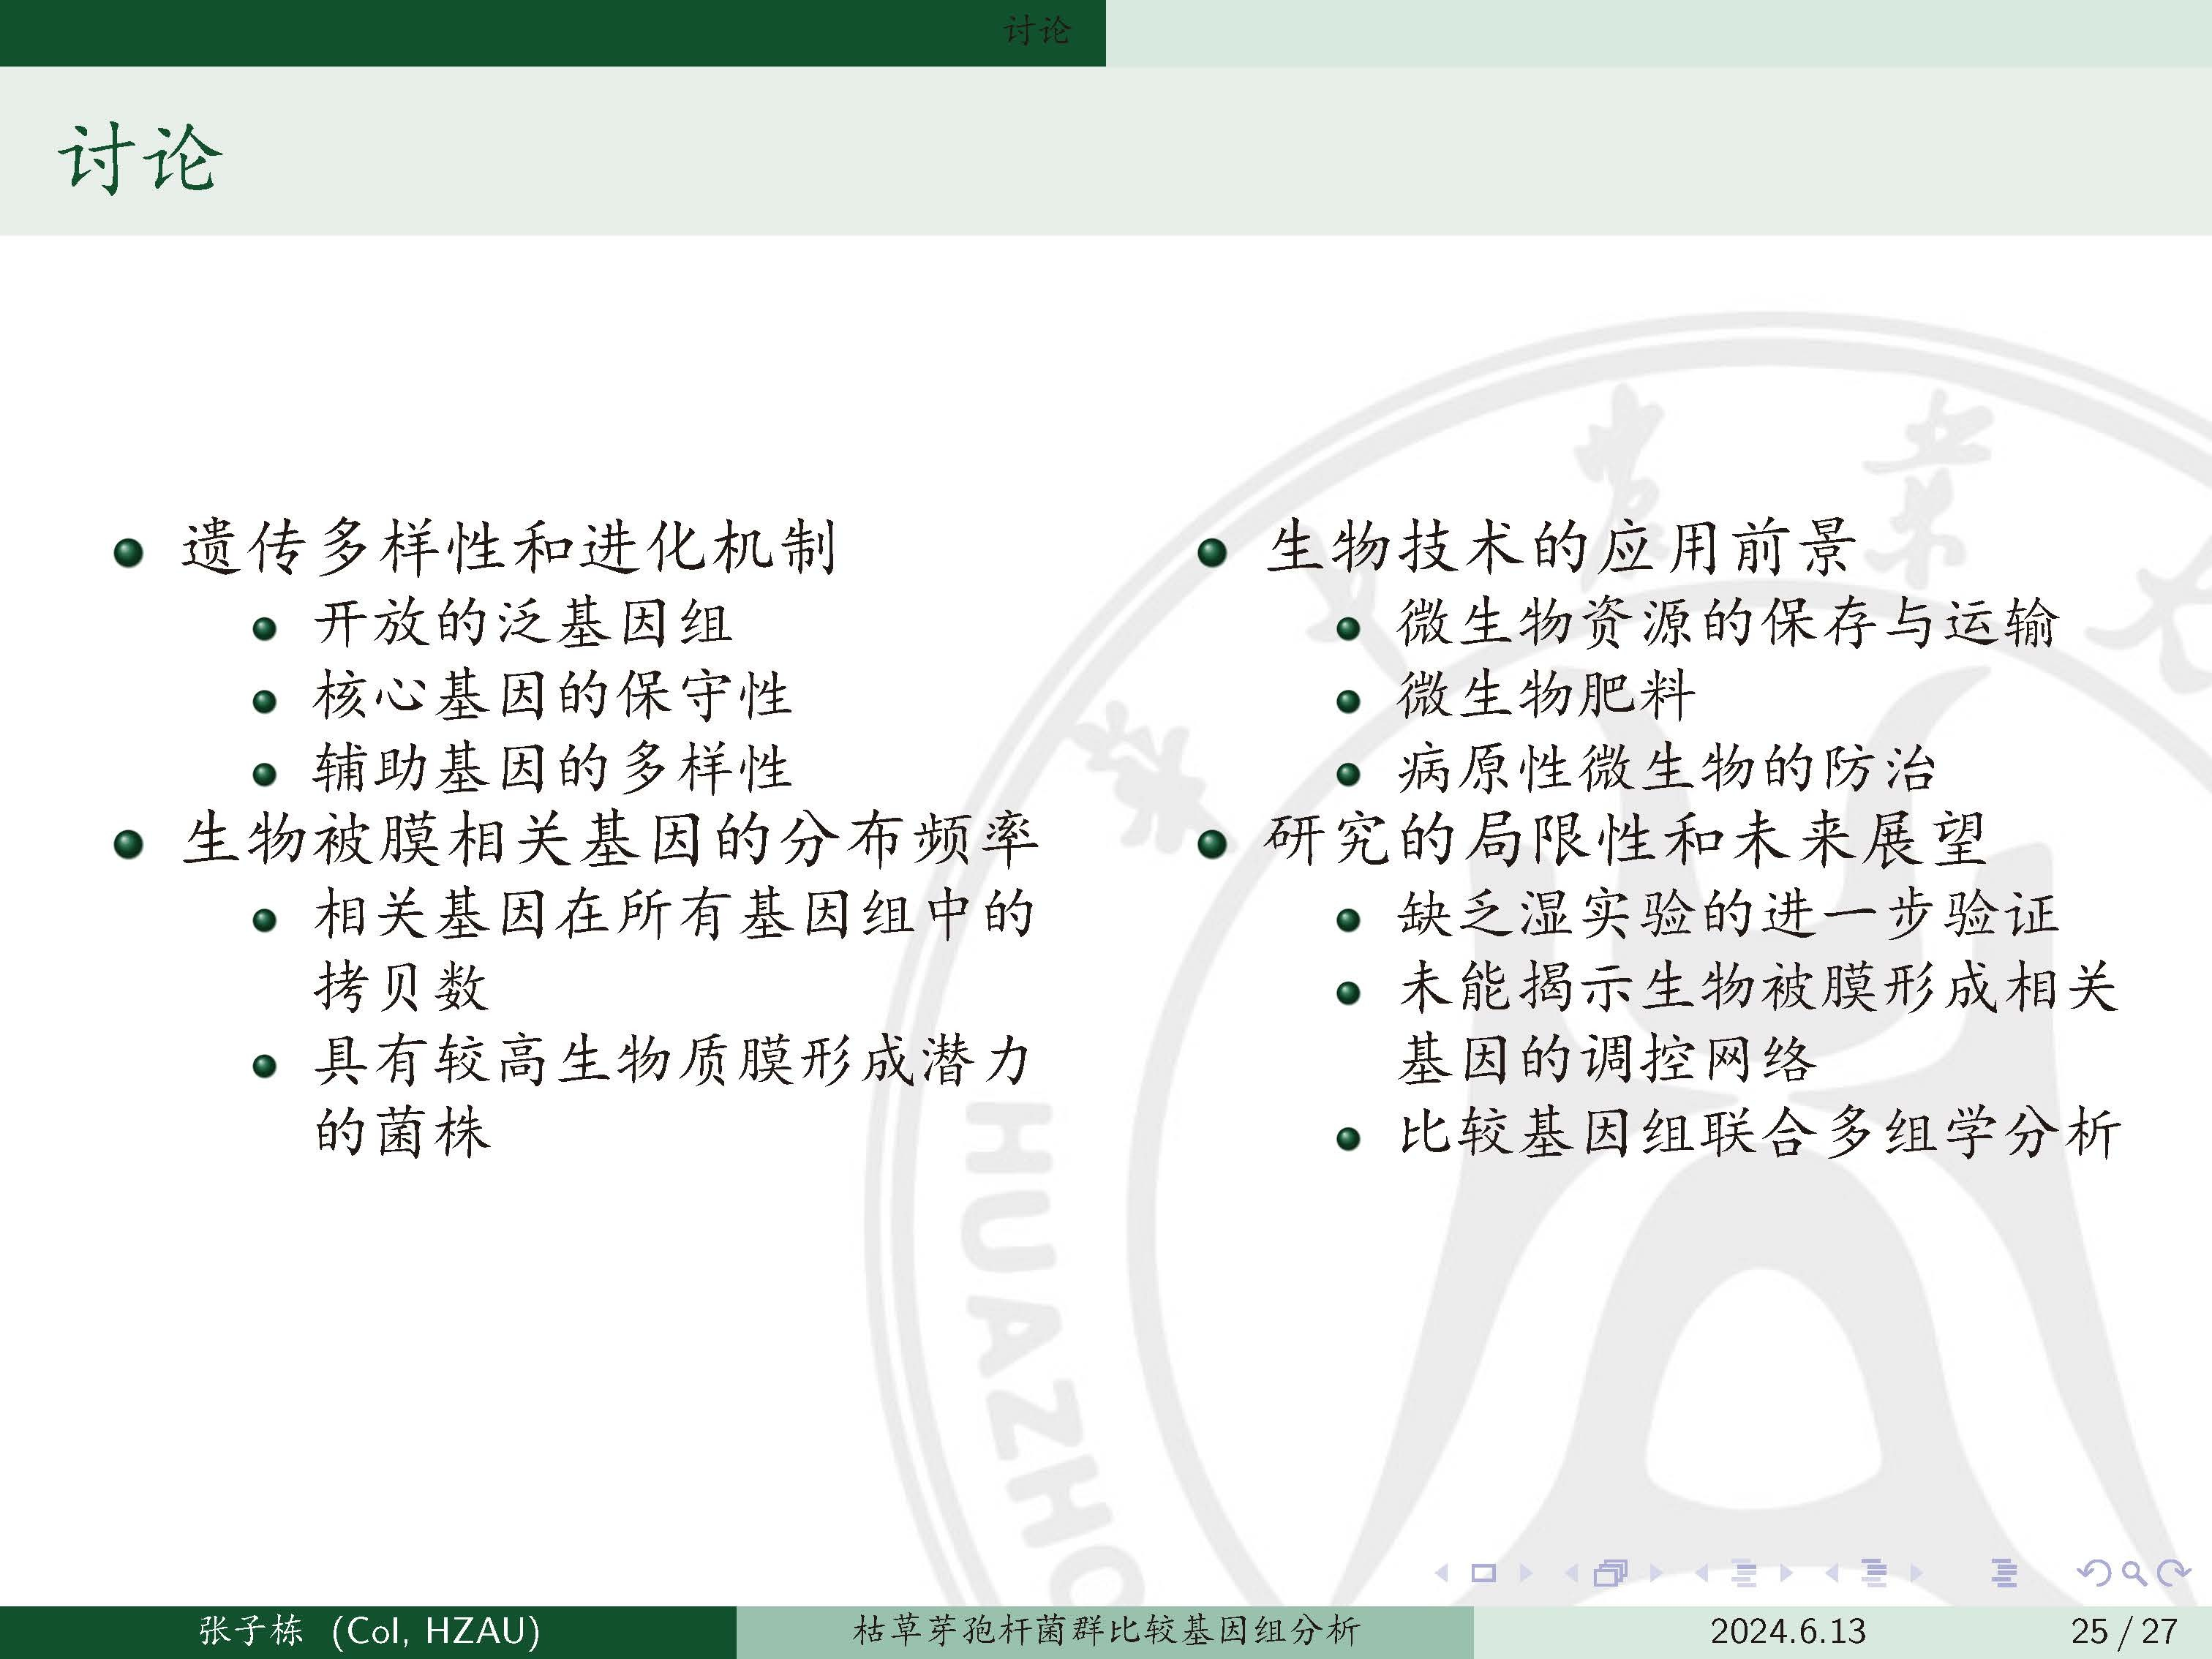 讨论
讨论
遗传多样性和进化机制
开放的泛基因组
核心基因的保守性
辅助基因的多样性
生物被膜相关基因的分布频率
相关基因在所有基因组中的
拷贝数
具有较高生物质膜形成潜力
的菌株
生物技术的应用前景
微生物资源的保存与运输
微生物肥料
病原性微生物的防治
研究的局限性和未来展望
缺乏湿实验的进一步验证
未能揭示生物被膜形成相关
基因的调控网络
比较基因组联合多组学分析
HUAZHO
张子栋 (CoI, HZAU)
枯草芽孢杆菌群比较基因组分析
2024.6.13
25 / 27